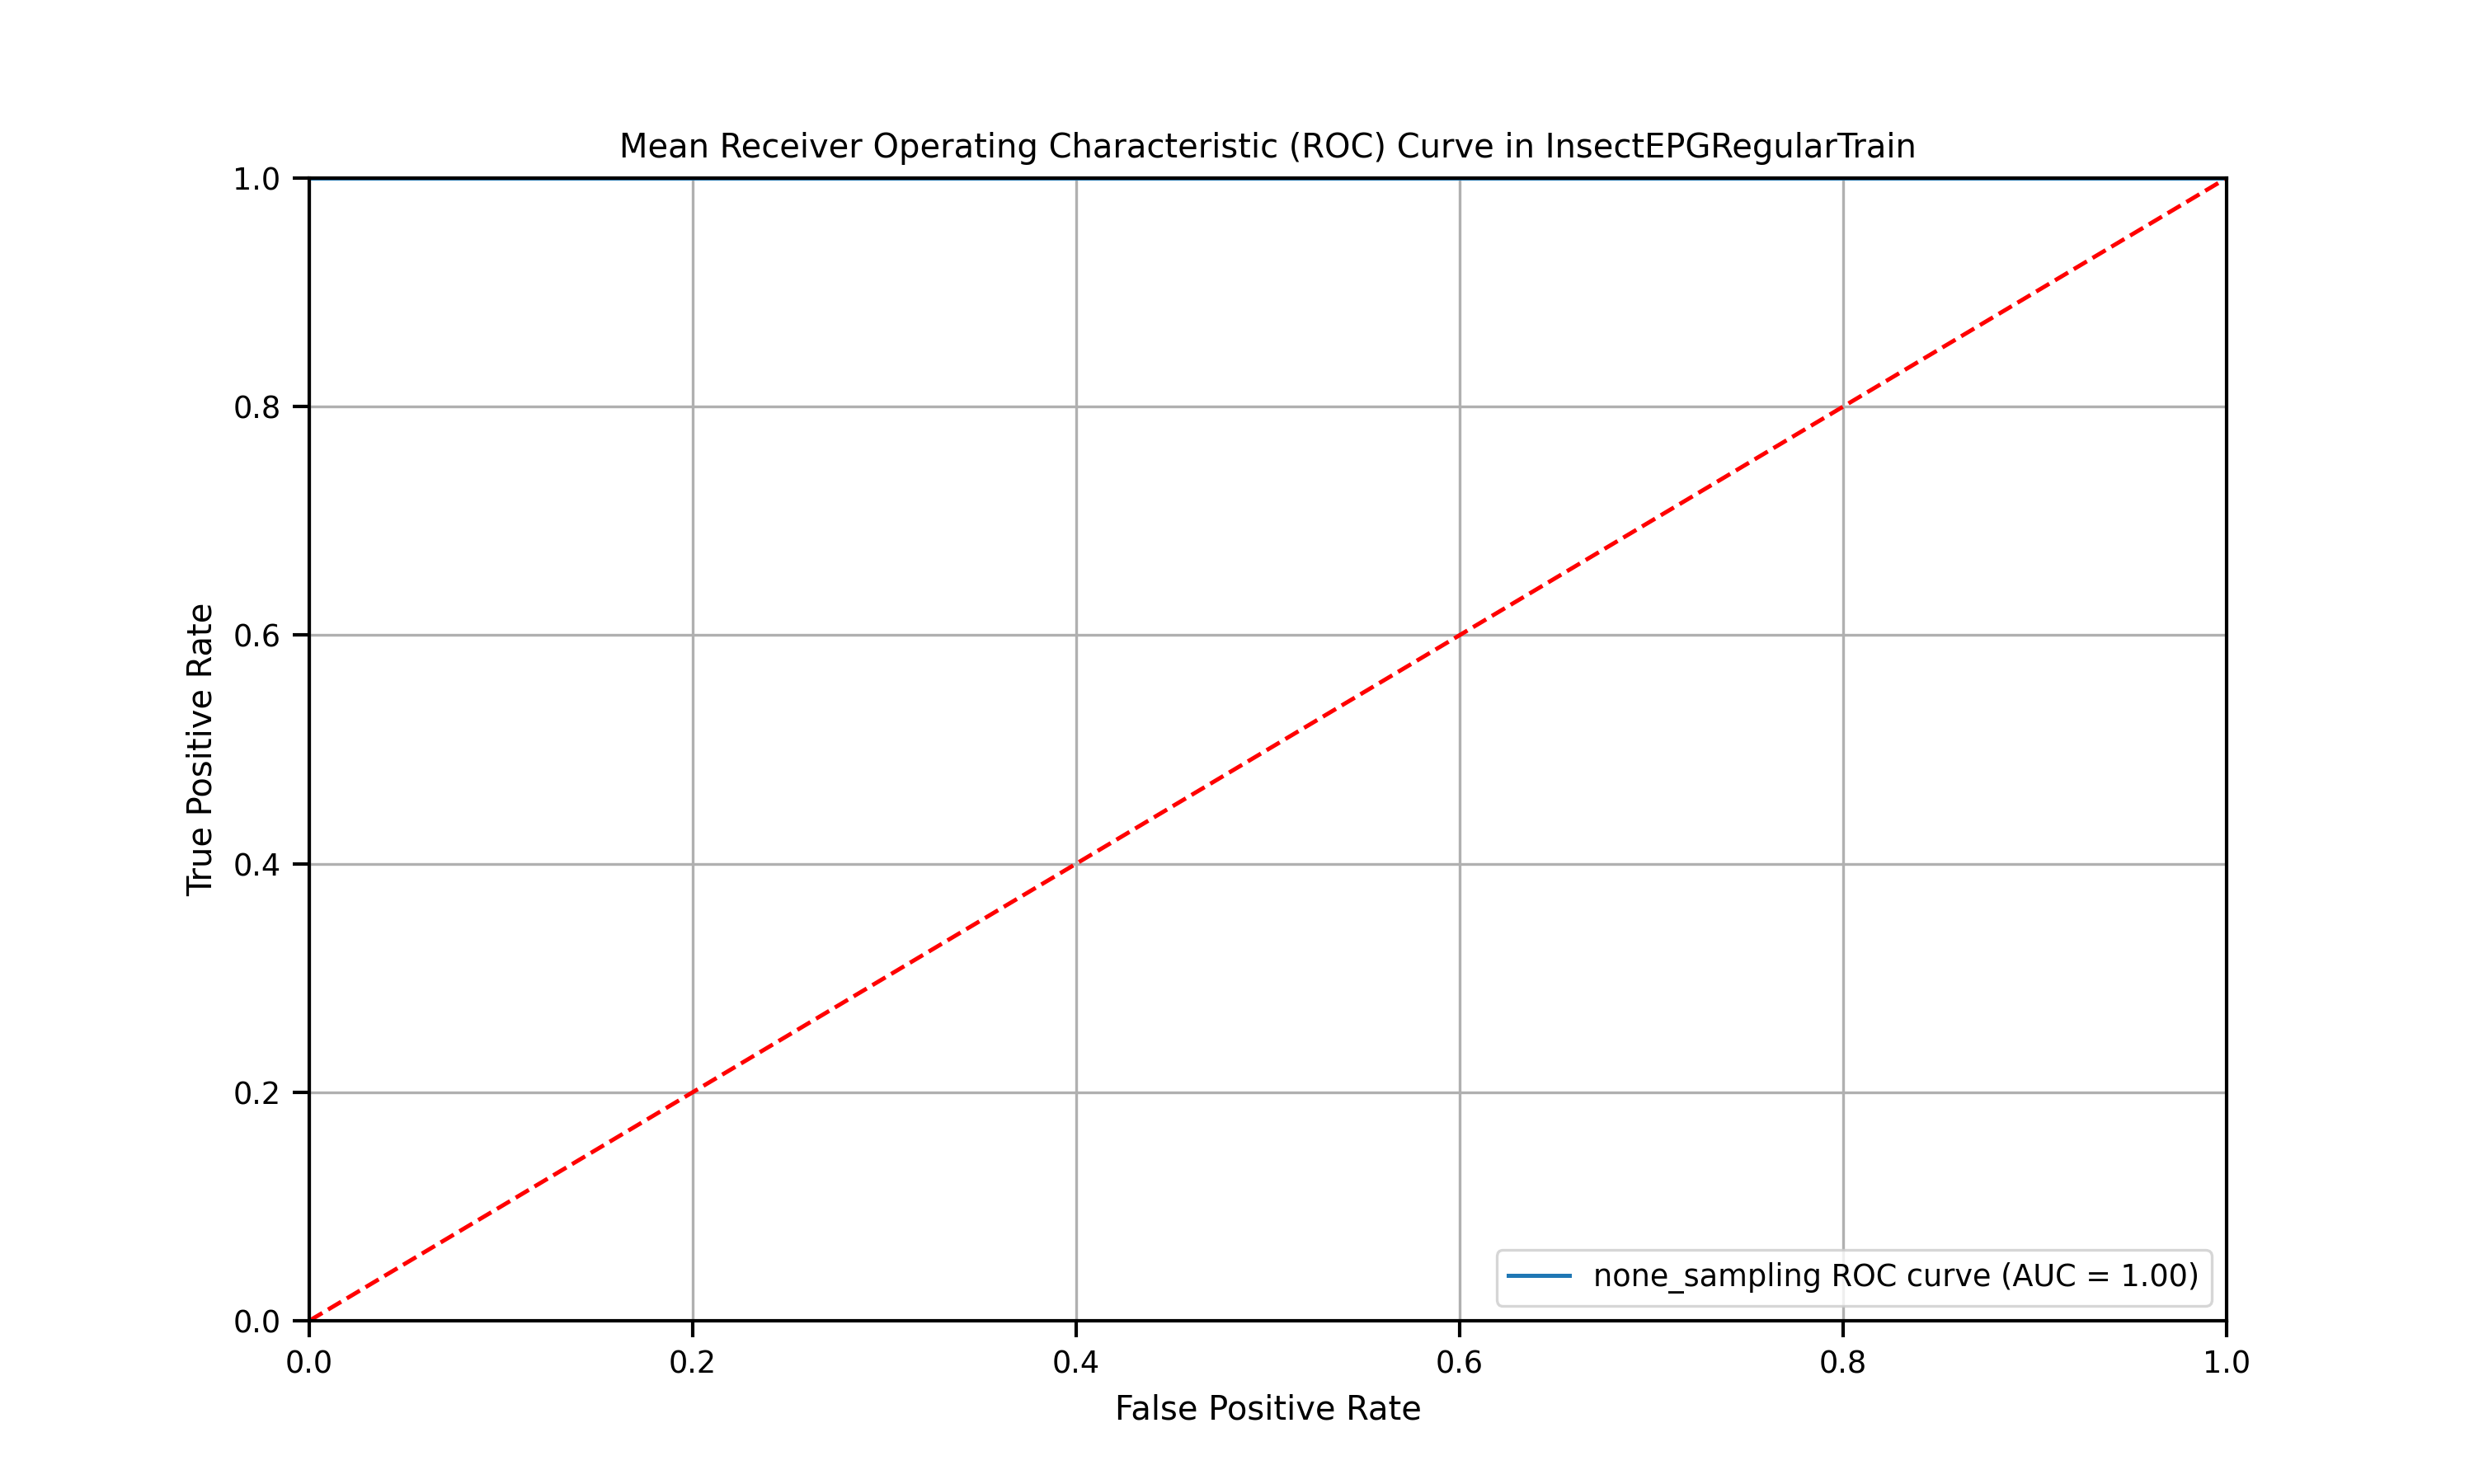 Mean Receiver Operating Characteristic (ROC) Curve in InsectEPGRegularTrain
1.0
0.8
0.6
0.4
0.2
0.0
True Positive Rate
0.0 0.2 0.4 0.6 0.8 1.0
False Positive Rate
none_sampling ROC curve (AUC = 1.00)